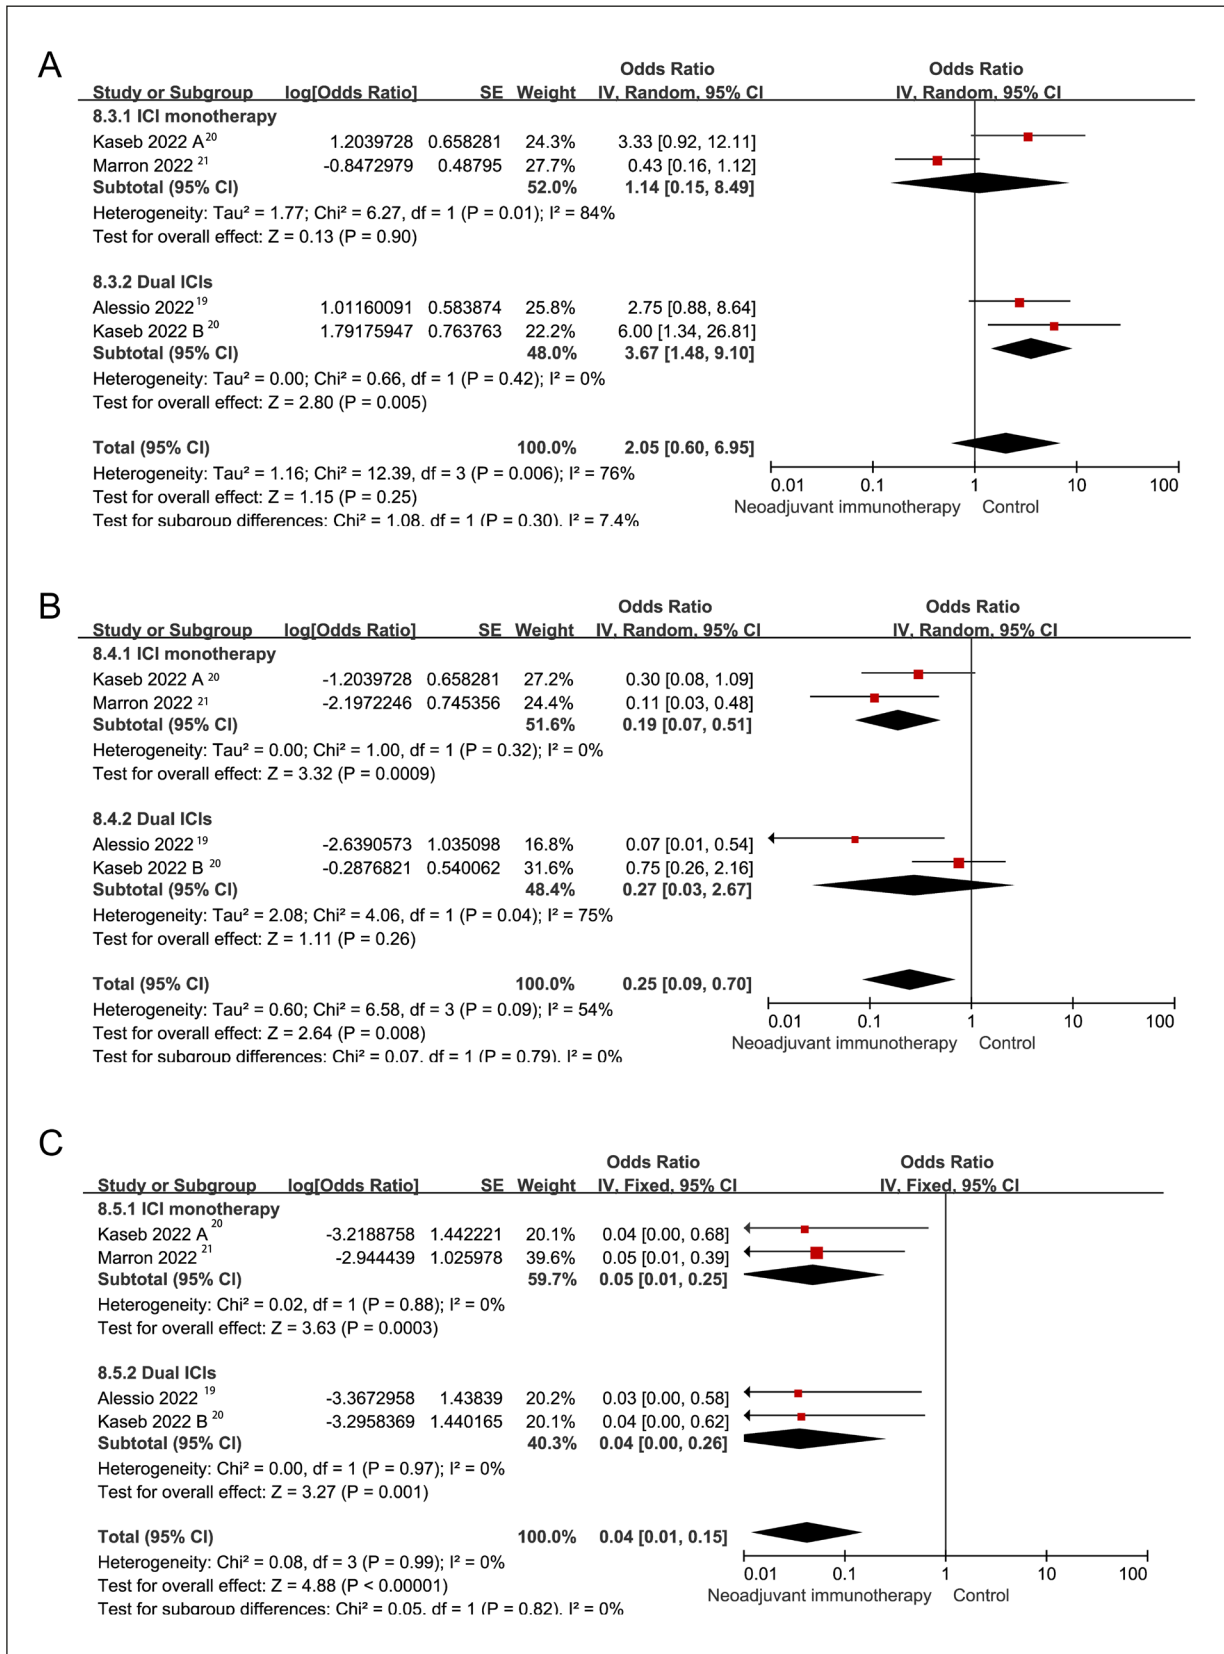 A
Odds Ratio Odds Ratio
Study or Subgroup log[Odds Ratio] SE Weight IV, Random, 95% CI IV, Random, 95% CI
8.3.1 ICI monotherapy
Kaseb 2022 A 20 1.2039728 0.658281 24.3% 3.33 [0.92, 12.11]
Marron 2022 21 -0.8472979 0.48795 27.7% 0.43 [0.16, 1.12]
Subtotal (95% CI) 52.0% 1.14 [0.15, 8.49]
Heterogeneity: Tau² = 1.77; Chi² = 6.27, df = 1 (P = 0.01); I² = 84%
Test for overall effect: Z = 0.13 (P = 0.90)
8.3.2 Dual ICIs
Alessio 2022 19 1.01160091 0.583874 25.8% 2.75 [0.88, 8.64]
Kaseb 2022 B 20 1.79175947 0.763763 22.2% 6.00 [1.34, 26.81]
Subtotal (95% CI) 48.0% 3.67 [1.48, 9.10]
Heterogeneity: Tau² = 0.00; Chi² = 0.66, df = 1 (P = 0.42); I² = 0%
Test for overall effect: Z = 2.80 (P = 0.005)
Total (95% CI) 100.0% 2.05 [0.60, 6.95]
Heterogeneity: Tau² = 1.16; Chi² = 12.39, df = 3 (P = 0.006); I² = 76%
0.01 0.1 1 10 100
Test for overall effect: Z = 1.15 (P = 0.25)
Neoadjuvant immunotherapy Control
Test for subgroup differences: Chi² = 1.08, df = 1 (P = 0.30), I² = 7.4%
B
Odds Ratio Odds Ratio
Study or Subgroup log[Odds Ratio] SE Weight IV, Random, 95% CI IV, Random, 95% CI
8.4.1 ICI monotherapy
Kaseb 2022 A 20 -1.2039728 0.658281 27.2% 0.30 [0.08, 1.09]
Marron 2022 21 -2.1972246 0.745356 24.4% 0.11 [0.03, 0.48]
Subtotal (95% CI) 51.6% 0.19 [0.07, 0.51]
Heterogeneity: Tau² = 0.00; Chi² = 1.00, df = 1 (P = 0.32); I² = 0%
Test for overall effect: Z = 3.32 (P = 0.0009)
8.4.2 Dual ICIs
Alessio 2022 19 -2.6390573 1.035098 16.8% 0.07 [0.01, 0.54]
Kaseb 2022 B 20 -0.2876821 0.540062 31.6% 0.75 [0.26, 2.16]
Subtotal (95% CI) 48.4% 0.27 [0.03, 2.67]
Heterogeneity: Tau² = 2.08; Chi² = 4.06, df = 1 (P = 0.04); I² = 75%
Test for overall effect: Z = 1.11 (P = 0.26)
Total (95% CI) 100.0% 0.25 [0.09, 0.70]
Heterogeneity: Tau² = 0.60; Chi² = 6.58, df = 3 (P = 0.09); I² = 54%
0.01 0.1 1 10 100
Test for overall effect: Z = 2.64 (P = 0.008)
Neoadjuvant immunotherapy Control
Test for subgroup differences: Chi² = 0.07, df = 1 (P = 0.79), I² = 0%
C
Odds Ratio Odds Ratio
Study or Subgroup log[Odds Ratio] SE Weight IV, Fixed, 95% CI IV, Fixed, 95% CI
8.5.1 ICI monotherapy
Kaseb 2022 A 20 -3.2188758 1.442221 20.1% 0.04 [0.00, 0.68]
Marron 2022 21 -2.944439 1.025978 39.6% 0.05 [0.01, 0.39]
Subtotal (95% CI) 59.7% 0.05 [0.01, 0.25]
Heterogeneity: Chi² = 0.02, df = 1 (P = 0.88); I² = 0%
Test for overall effect: Z = 3.63 (P = 0.0003)
8.5.2 Dual ICIs
Alessio 2022 19 -3.3672958 1.43839 20.2% 0.03 [0.00, 0.58]
Kaseb 2022 B 20 -3.2958369 1.440165 20.1% 0.04 [0.00, 0.62]
Subtotal (95% CI) 40.3% 0.04 [0.00, 0.26]
Heterogeneity: Chi² = 0.00, df = 1 (P = 0.97); I² = 0%
Test for overall effect: Z = 3.27 (P = 0.001)
Total (95% CI) 100.0% 0.04 [0.01, 0.15]
Heterogeneity: Chi² = 0.08, df = 3 (P = 0.99); I² = 0%
0.01 0.1 1 10 100
Test for overall effect: Z = 4.88 (P < 0.00001)
Neoadjuvant immunotherapy Control
Test for subgroup differences: Chi² = 0.05, df = 1 (P = 0.82), I² = 0%